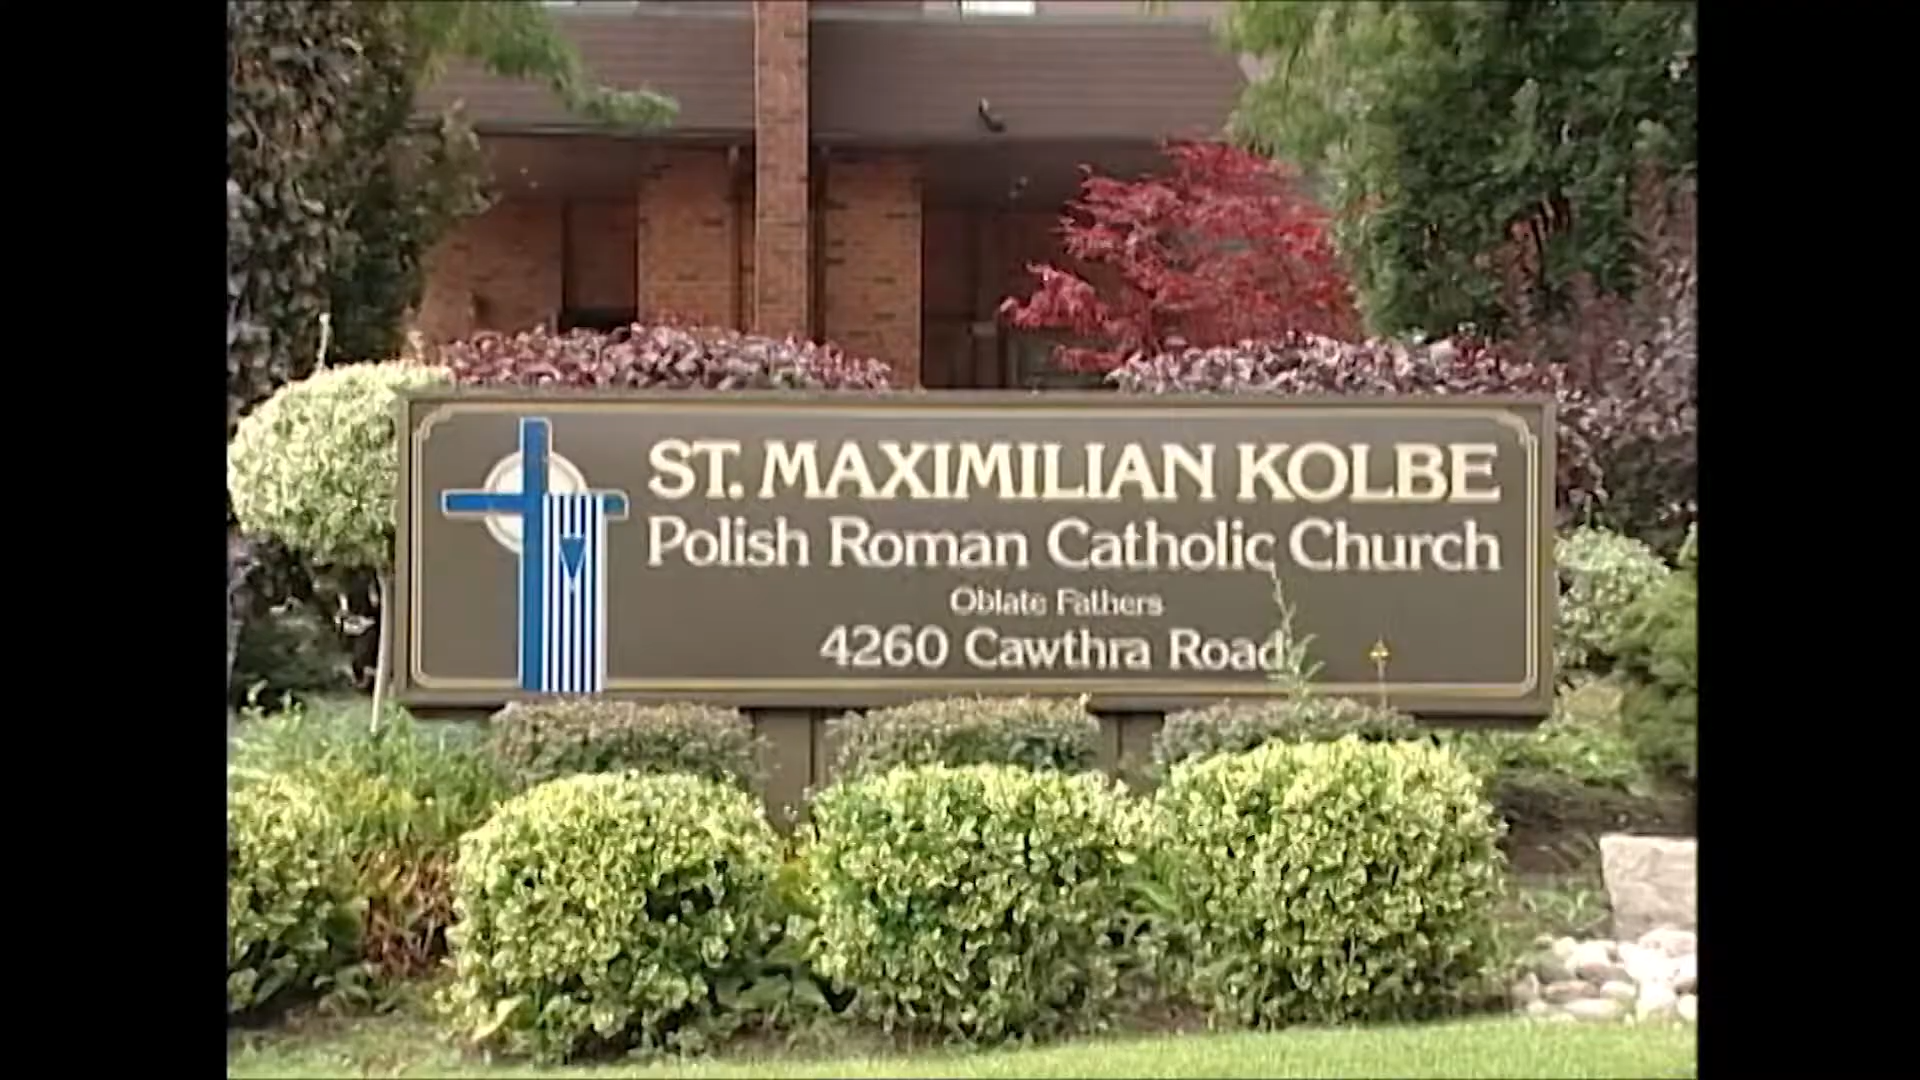 ST. MAXIMILIAN KOLBE
Polish Roman Catholic Church
Oblate Fathers
4260 Cawthra Road